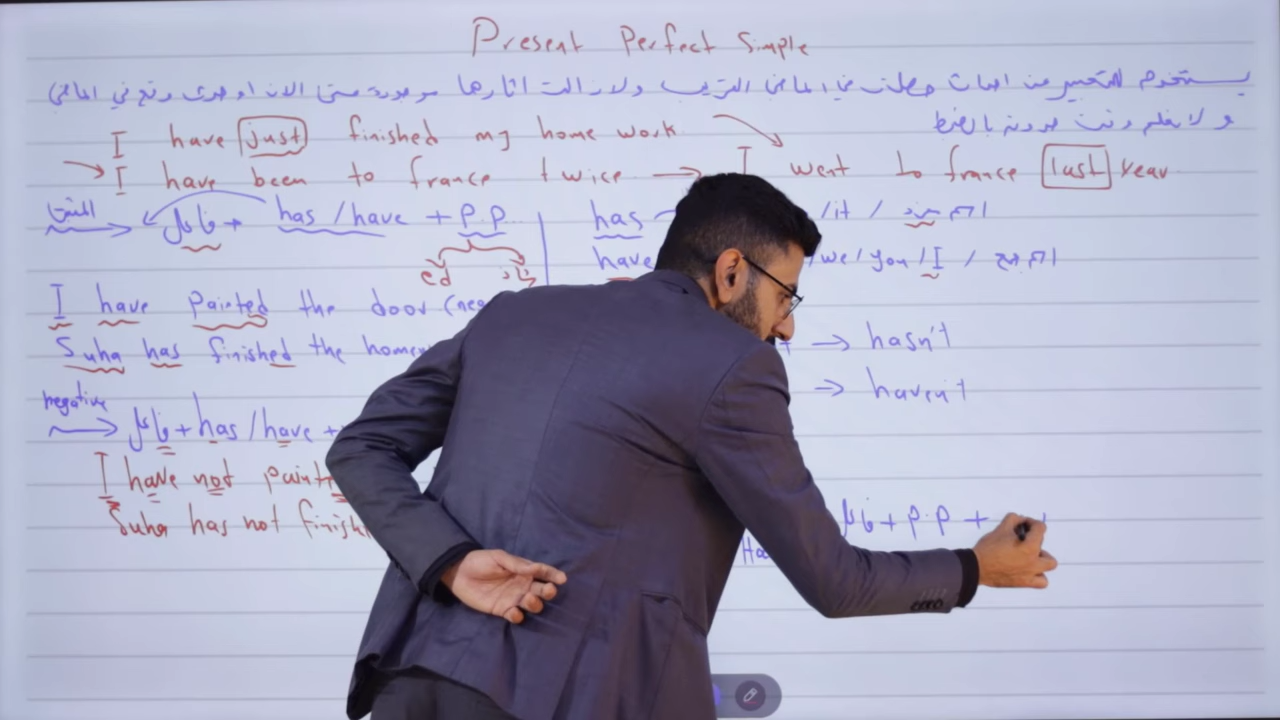 Present Perfect Simple
يستخدم للتعبير عن احداث حصلت في الماضي القريب ولازالت اثارها موجودة حتى الان او حدث وقع في الماضي
و لا نعلم وقت حدوثه بالضبط
I have just finished my home work
I have been to france twice → I went to france last year
المثبت → فاعل + has / have + P.P
ed شاذ
has /it / اسم مفرد
have /we/you/I / اسم جمع
I have painted the door
Suha has finished the
→ hasn't
→ haven't
negative → فاعل + has / have +
I have not
Suha has not
فاعل + P.P +